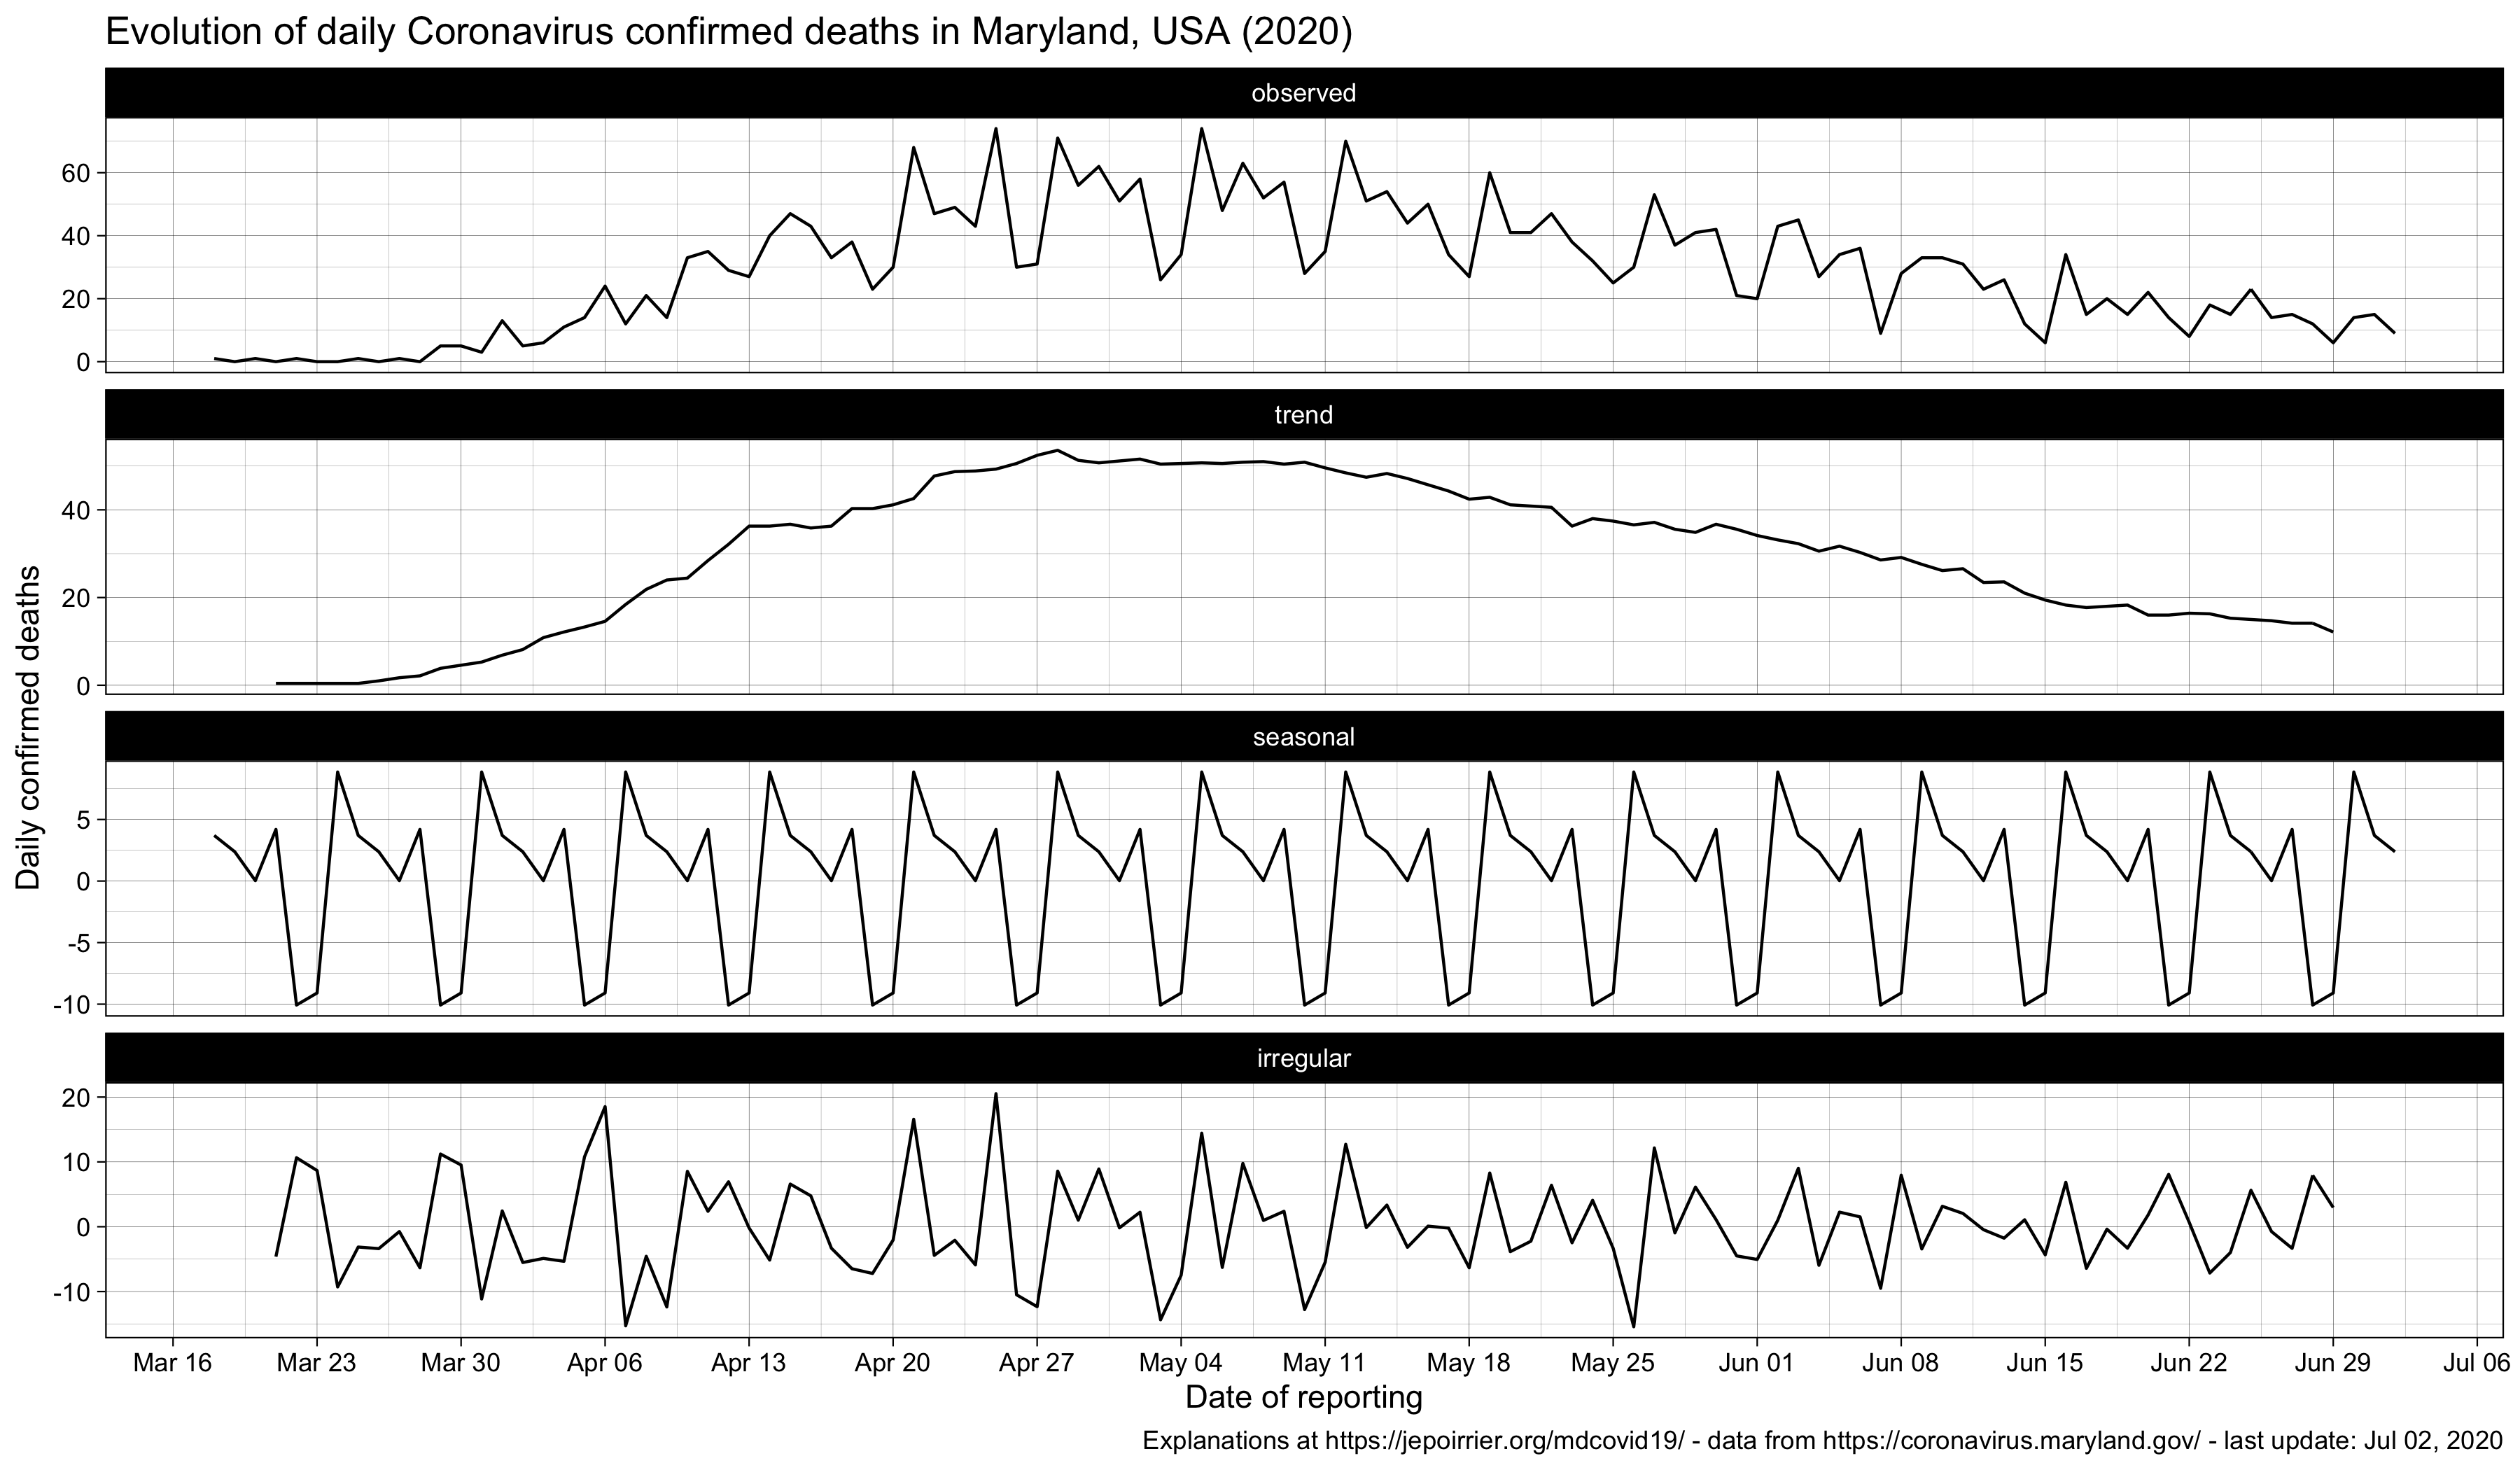 Evolution of daily Coronavirus confirmed deaths in Maryland, USA (2020)
observed
60
40
20
0
trend
40
20
0
Daily confirmed deaths
seasonal
5
0
-5
-10
irregular
20
10
0
-10
Mar 16 Mar 23 Mar 30 Apr 06 Apr 13 Apr 20 Apr 27 May 04 May 11 May 18 May 25 Jun 01 Jun 08 Jun 15 Jun 22 Jun 29 Jul 06
Date of reporting
Explanations at https://jepoirrier.org/mdcovid19/ - data from https://coronavirus.maryland.gov/ - last update: Jul 02, 2020